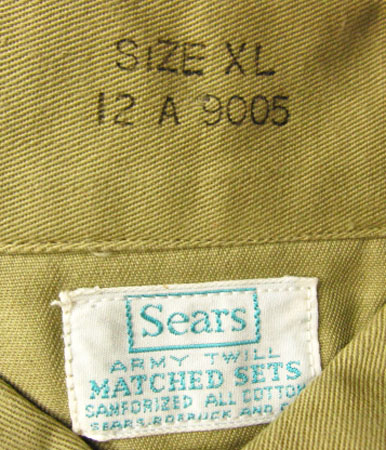 SIZE XL
12 A 9005
Sears
ARMY TWILL
MATCHED SETS
SANFORIZED ALL COTTON
SEARS, ROEBUCK AND